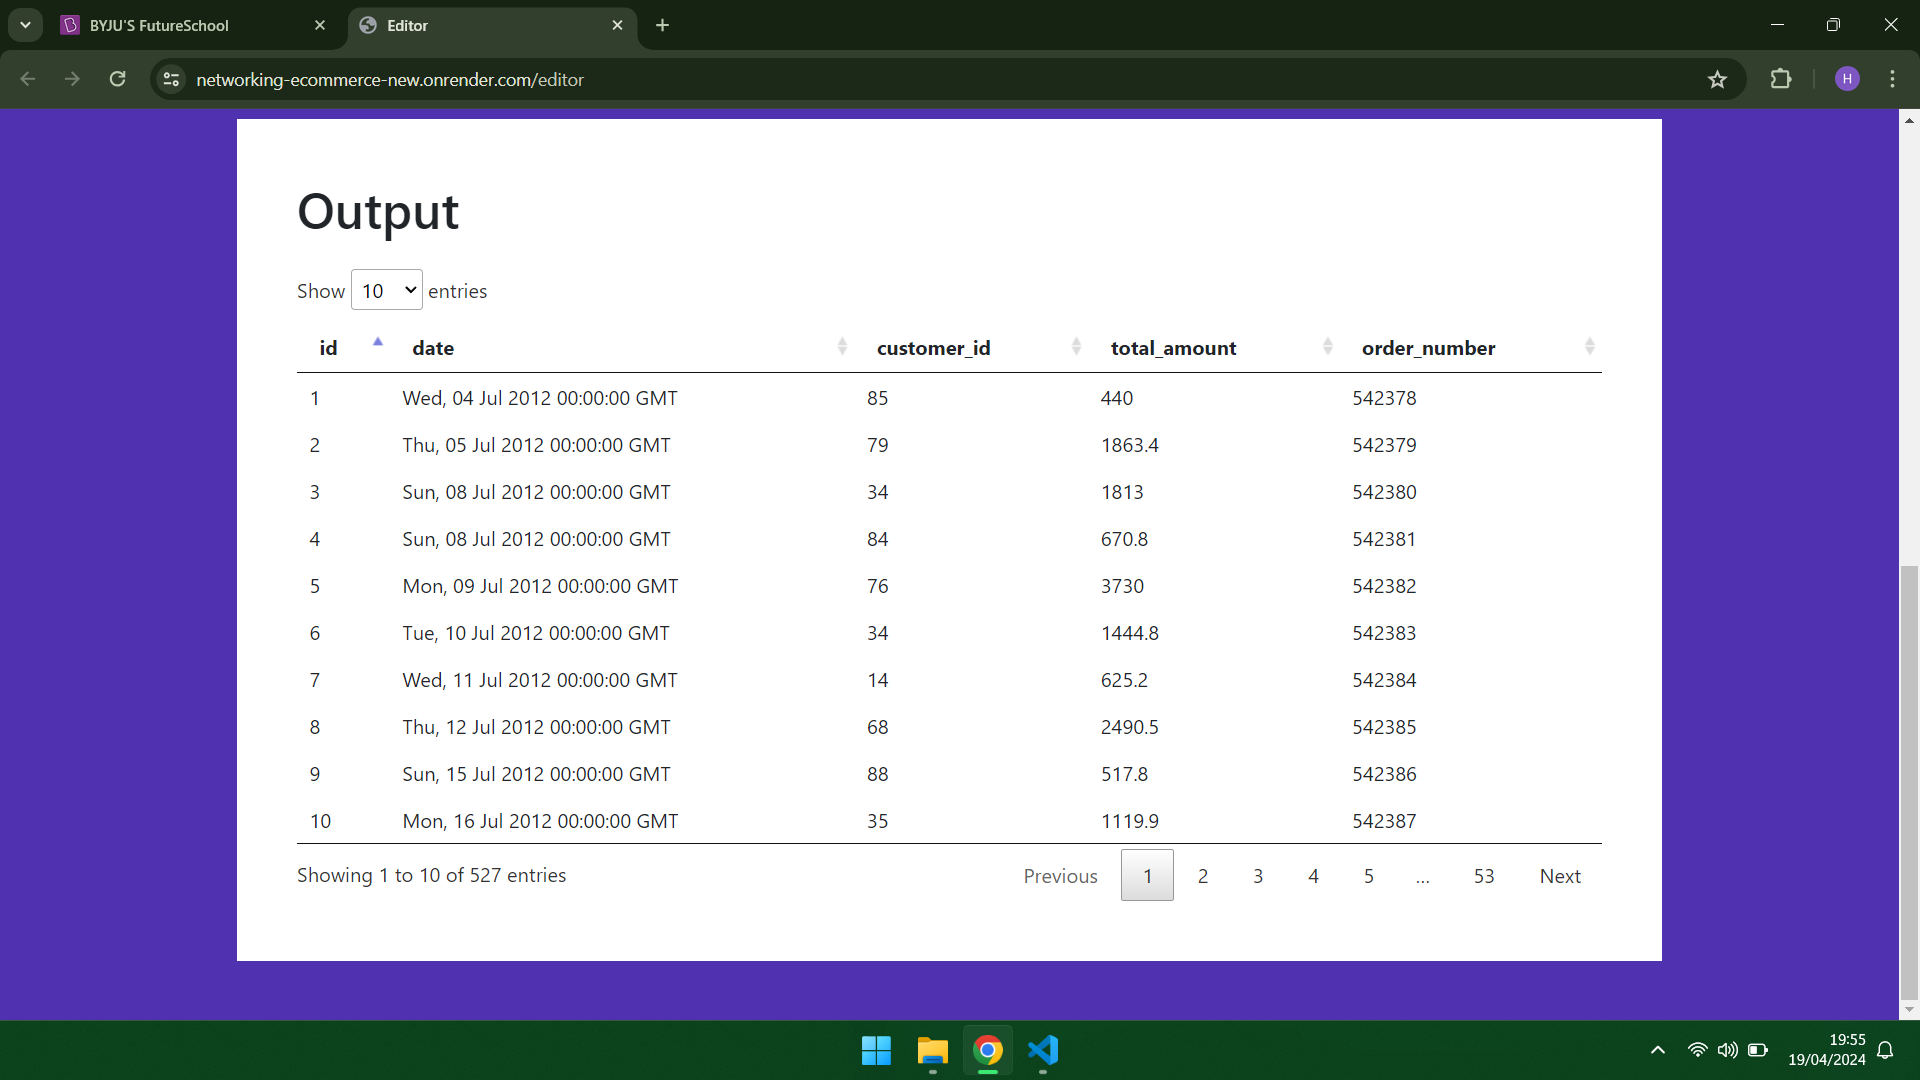 BYJU'S FutureSchool
Editor
networking-ecommerce-new.onrender.com/editor
H
Output
Show 10 entries
id date customer_id total_amount order_number
1 Wed, 04 Jul 2012 00:00:00 GMT 85 440 542378
2 Thu, 05 Jul 2012 00:00:00 GMT 79 1863.4 542379
3 Sun, 08 Jul 2012 00:00:00 GMT 34 1813 542380
4 Sun, 08 Jul 2012 00:00:00 GMT 84 670.8 542381
5 Mon, 09 Jul 2012 00:00:00 GMT 76 3730 542382
6 Tue, 10 Jul 2012 00:00:00 GMT 34 1444.8 542383
7 Wed, 11 Jul 2012 00:00:00 GMT 14 625.2 542384
8 Thu, 12 Jul 2012 00:00:00 GMT 68 2490.5 542385
9 Sun, 15 Jul 2012 00:00:00 GMT 88 517.8 542386
10 Mon, 16 Jul 2012 00:00:00 GMT 35 1119.9 542387
Showing 1 to 10 of 527 entries Previous 1 2 3 4 5 … 53 Next
19:55
19/04/2024